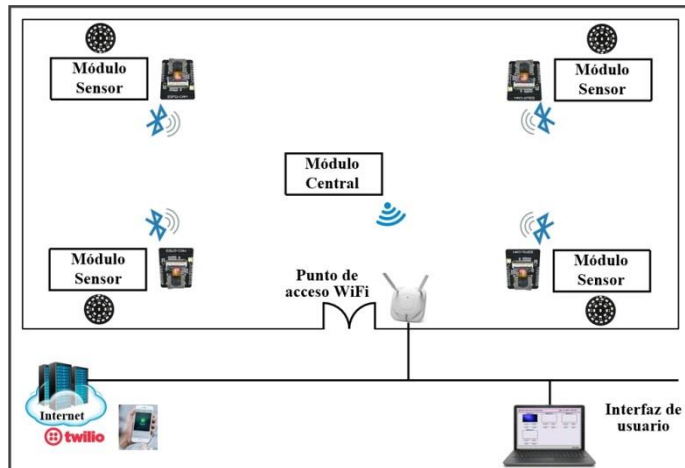 Módulo
Sensor
Módulo
Sensor
Módulo
Central
Módulo
Sensor
Módulo
Sensor
Punto de
acceso WiFi
Internet
twilio
Interfaz de
usuario